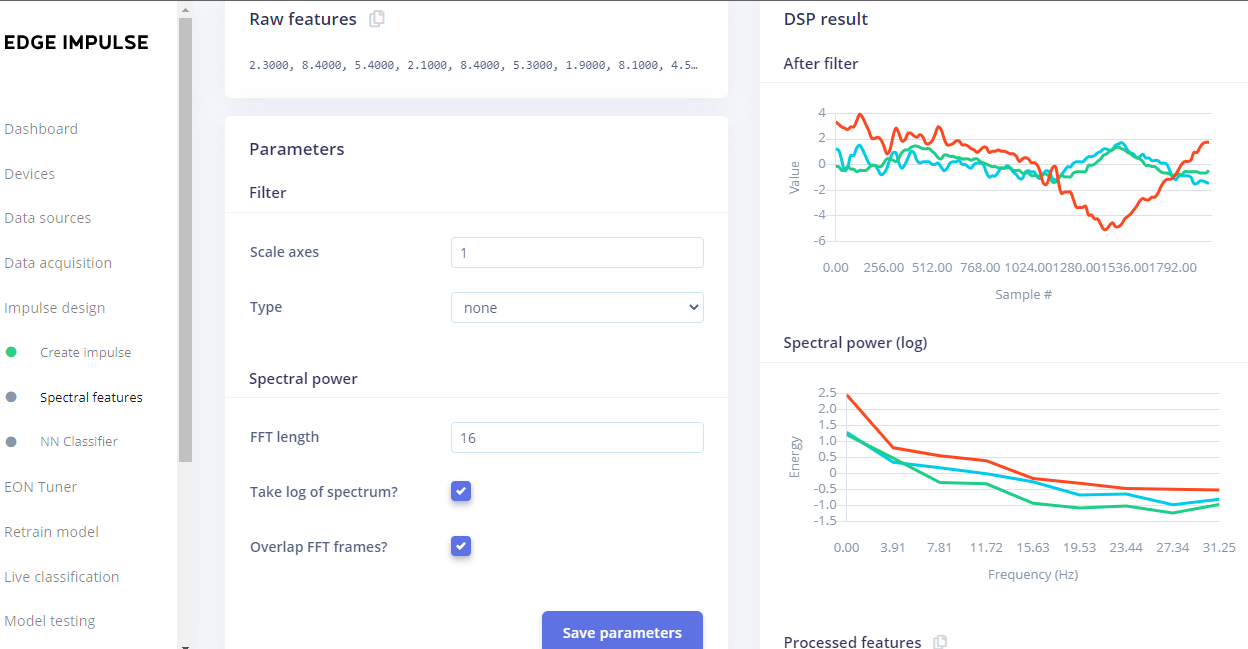 EDGE IMPULSE
Dashboard
Devices
Data sources
Data acquisition
Impulse design
Create impulse
Spectral features
NN Classifier
EON Tuner
Retrain model
Live classification
Model testing
Raw features
2.3000, 8.4000, 5.4000, 2.1000, 8.4000, 5.3000, 1.9000, 8.1000, 4.5…
Parameters
Filter
Scale axes
1
Type
none
Spectral power
FFT length
16
Take log of spectrum?
Overlap FFT frames?
Save parameters
DSP result
After filter
4
2
0
-2
-4
-6
Value
0.00 256.00 512.00 768.00 1024.00 1280.00 1536.00 1792.00
Sample #
Spectral power (log)
2.5
2.0
1.5
1.0
0.5
0
-0.5
-1.0
-1.5
Energy
0.00 3.91 7.81 11.72 15.63 19.53 23.44 27.34 31.25
Frequency (Hz)
Processed features